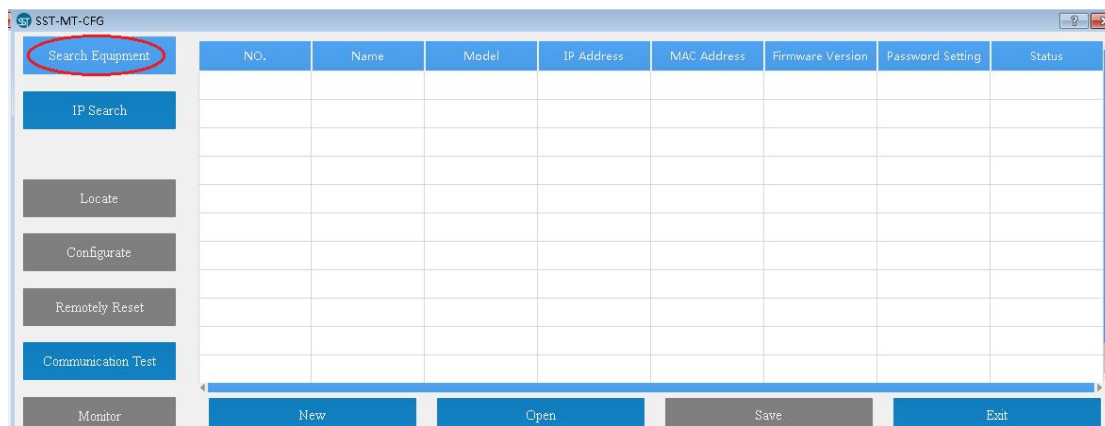 SST SST-MT-CFG
Search Equipment
IP Search
Locate
Configurate
Remotely Reset
Communication Test
Monitor
NO. Name Model IP Address MAC Address Firmware Version Password Setting Status
New Open Save Exit